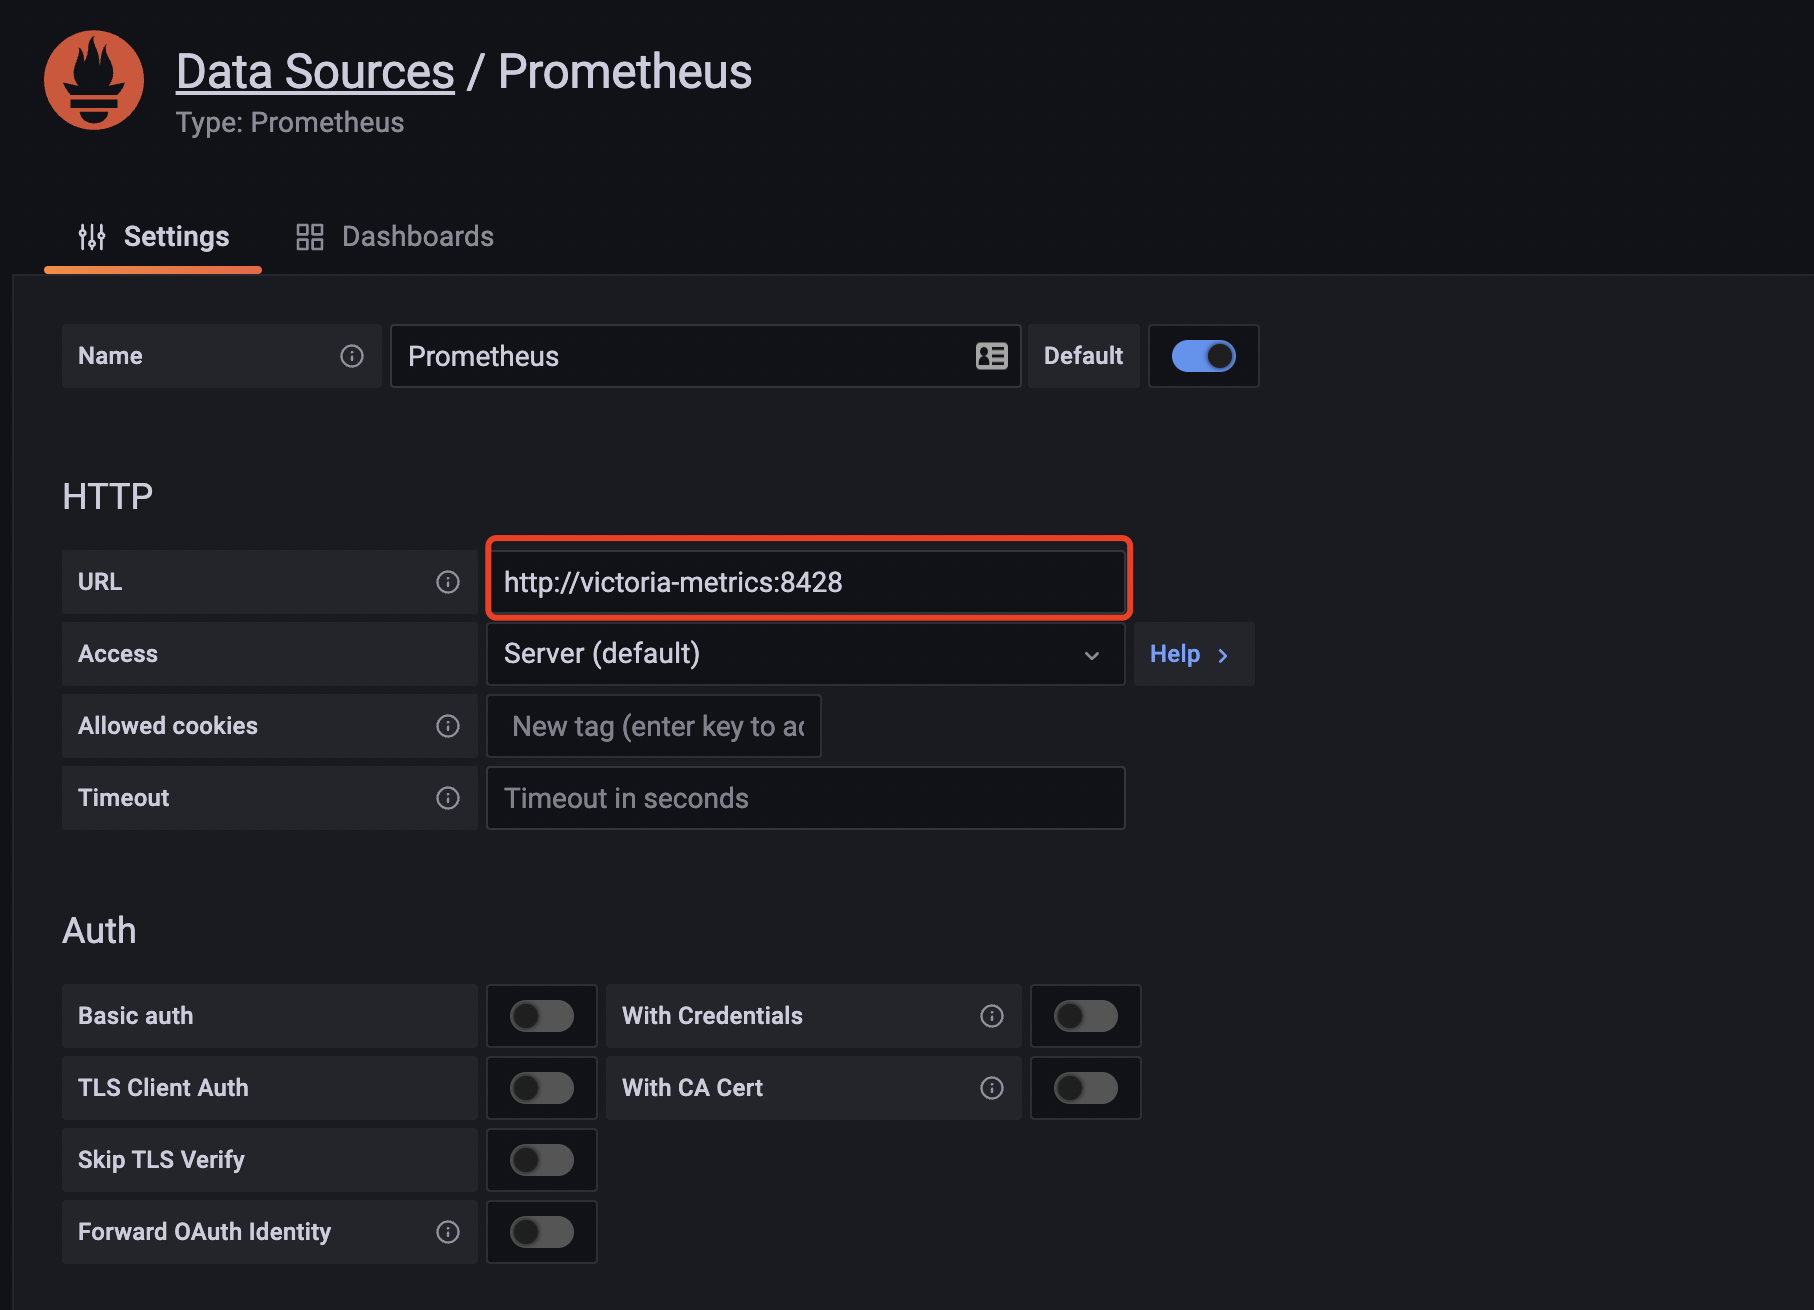 Data Sources / Prometheus
Type: Prometheus
Settings Dashboards
Name Prometheus Default
HTTP
URL http://victoria-metrics:8428
Access Server (default) Help
Allowed cookies New tag (enter key to
Timeout Timeout in seconds
Auth
Basic auth With Credentials
TLS Client Auth With CA Cert
Skip TLS Verify
Forward OAuth Identity